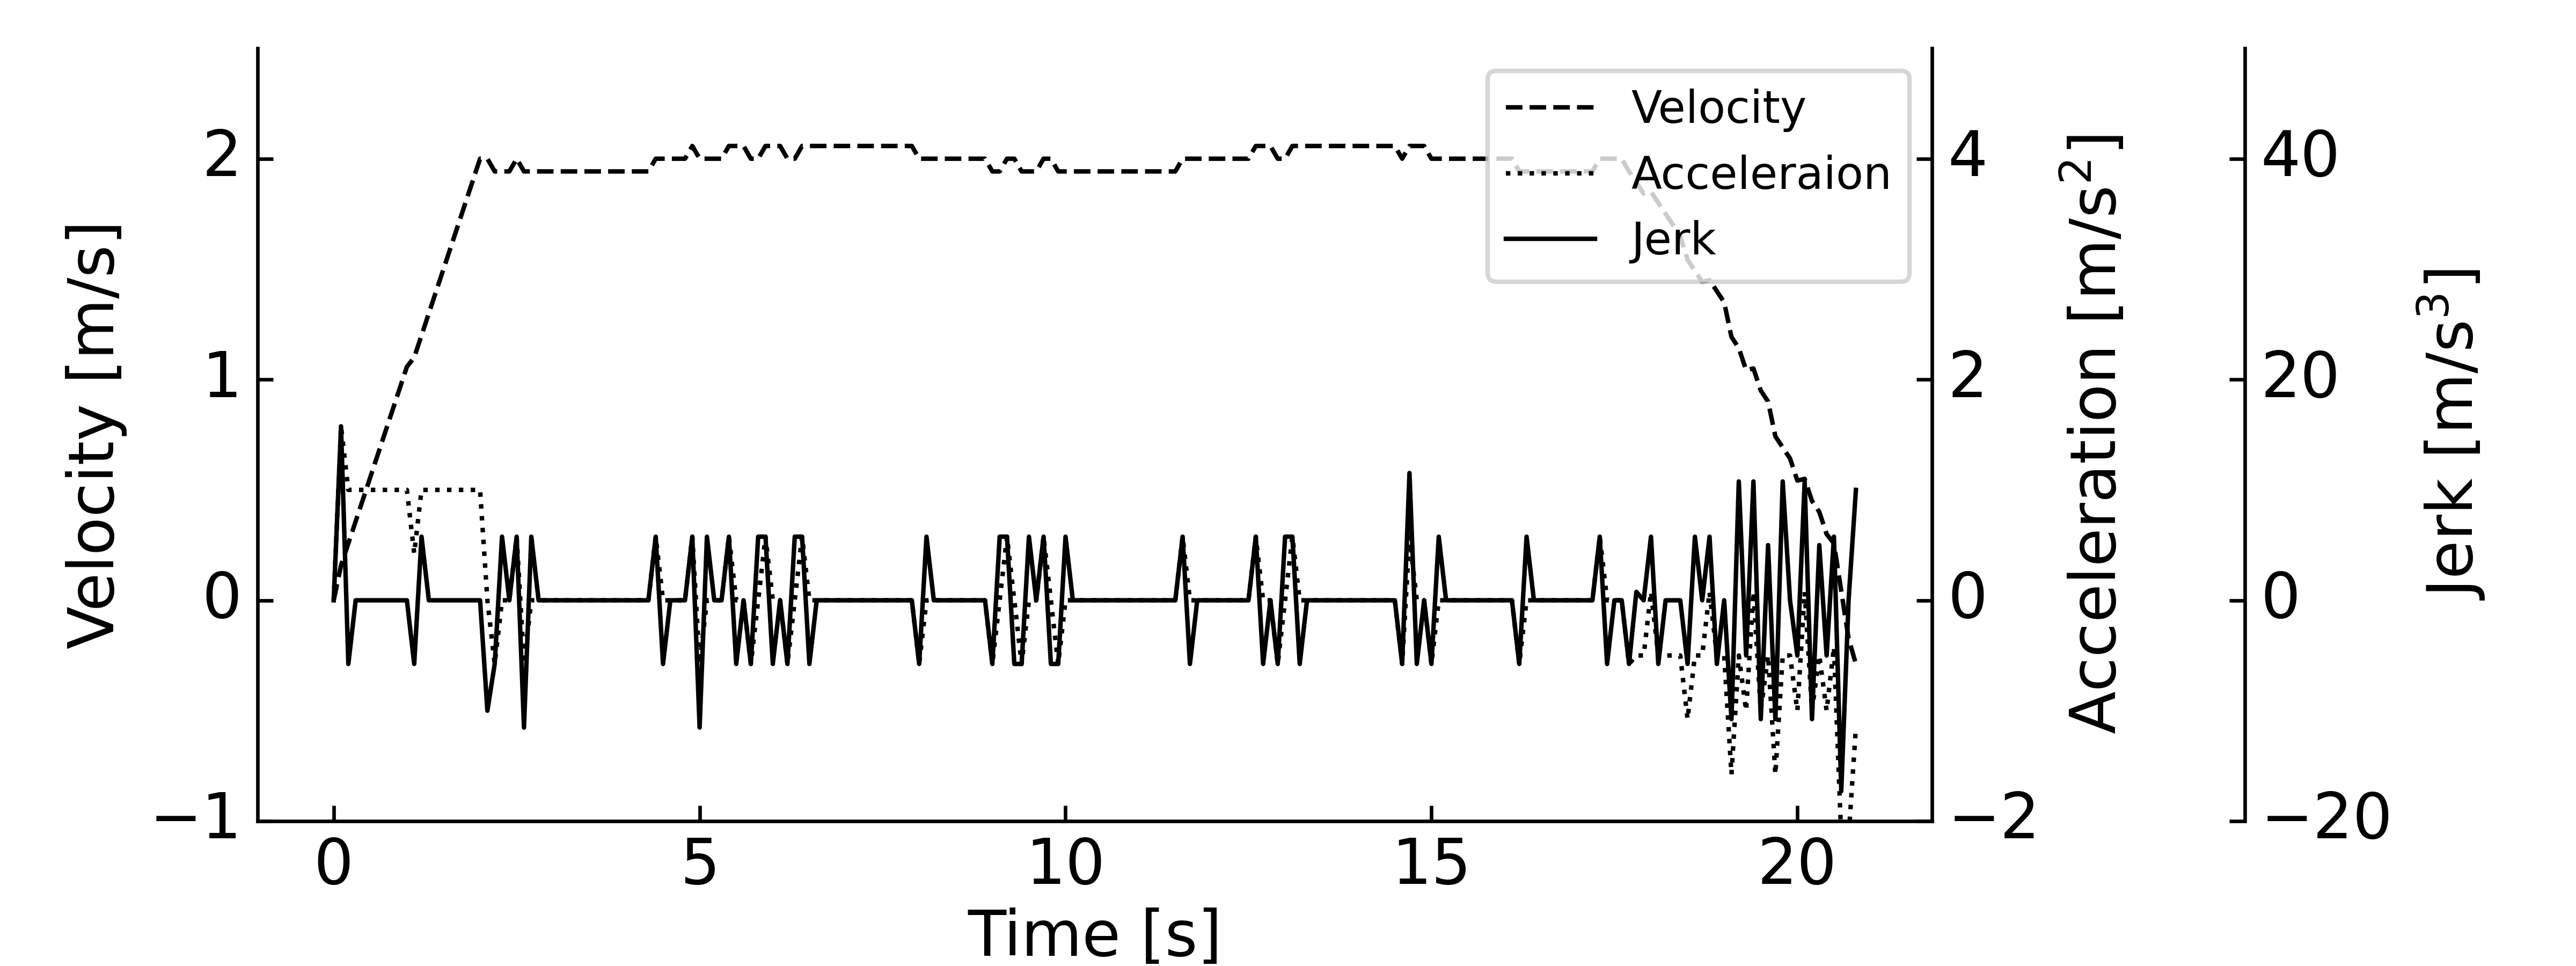 Velocity [m/s]
2
1
0
−1
0 5 10 15 20
Time [s]
Velocity
Acceleraion
Jerk
4
2
0
−2
Acceleration [m/s²]
40
20
0
−20
Jerk [m/s³]